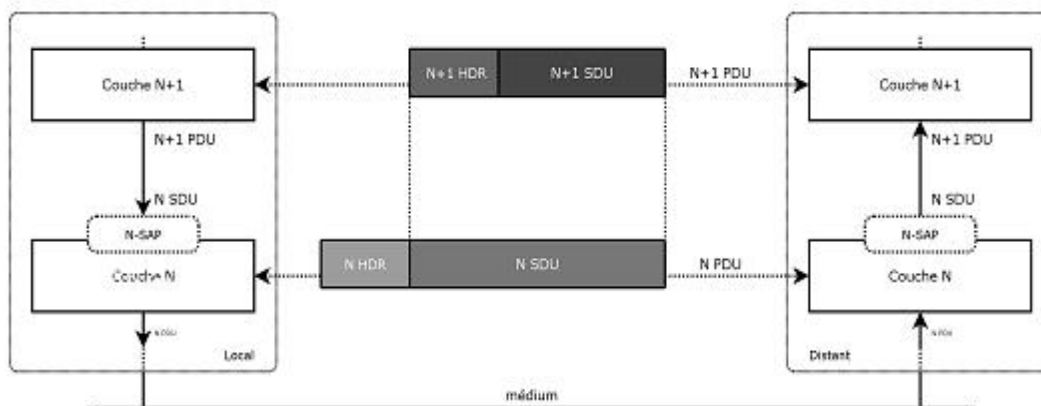 Couche N+1
N+1 HDR
N+1 SDU
N+1 PDU
Couche N+1
N+1 PDU
N+1 PDU
N SDU
N SDU
N-SAP
N-SAP
Couche N
N HDR
N SDU
N PDU
Couche N
N PDU
Local
Distant
médium